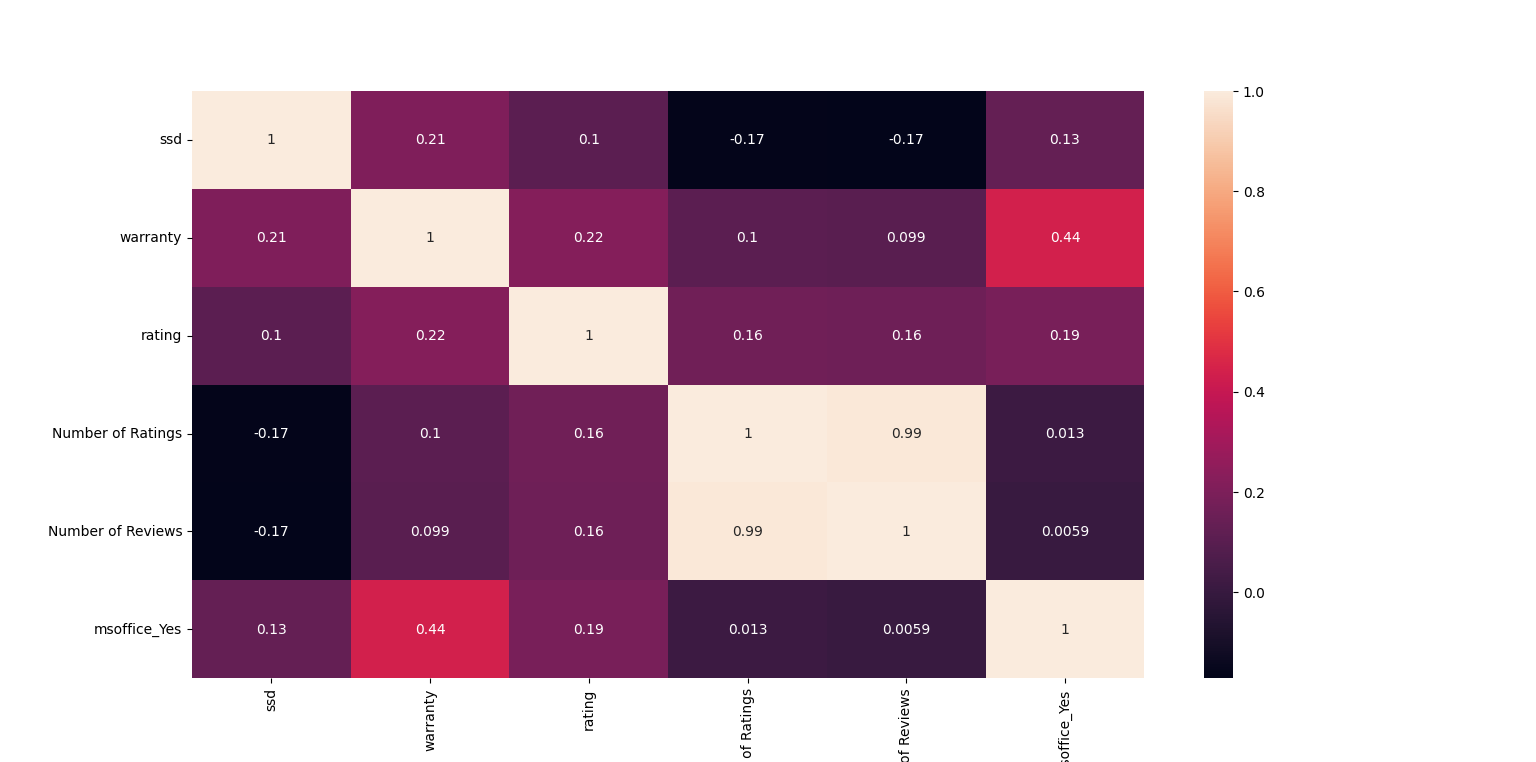 1.0
ssd 1 0.21 0.1 -0.17 -0.17 0.13
0.8
warranty 0.21 1 0.22 0.1 0.099 0.44
0.6
rating 0.1 0.22 1 0.16 0.16 0.19
0.4
Number of Ratings -0.17 0.1 0.16 1 0.99 0.013
0.2
Number of Reviews -0.17 0.099 0.16 0.99 1 0.0059
0.0
msoffice_Yes 0.13 0.44 0.19 0.013 0.0059 1
ssd
warranty
rating
of Ratings
of Reviews
soffice_Yes